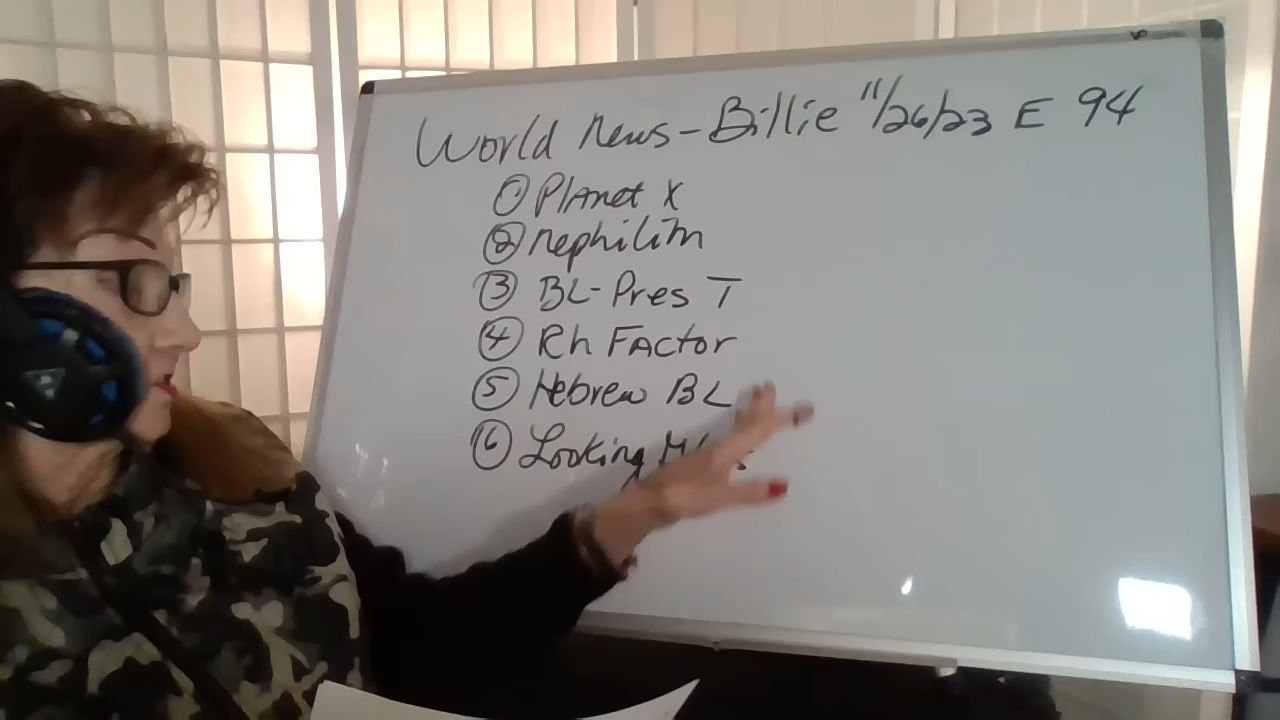 World News - Billie 11/26/23 E 94
① Planet X
② Nephilim
③ BL- Pres T
④ Rh Factor
⑤ Hebrew BL
⑥ Looking